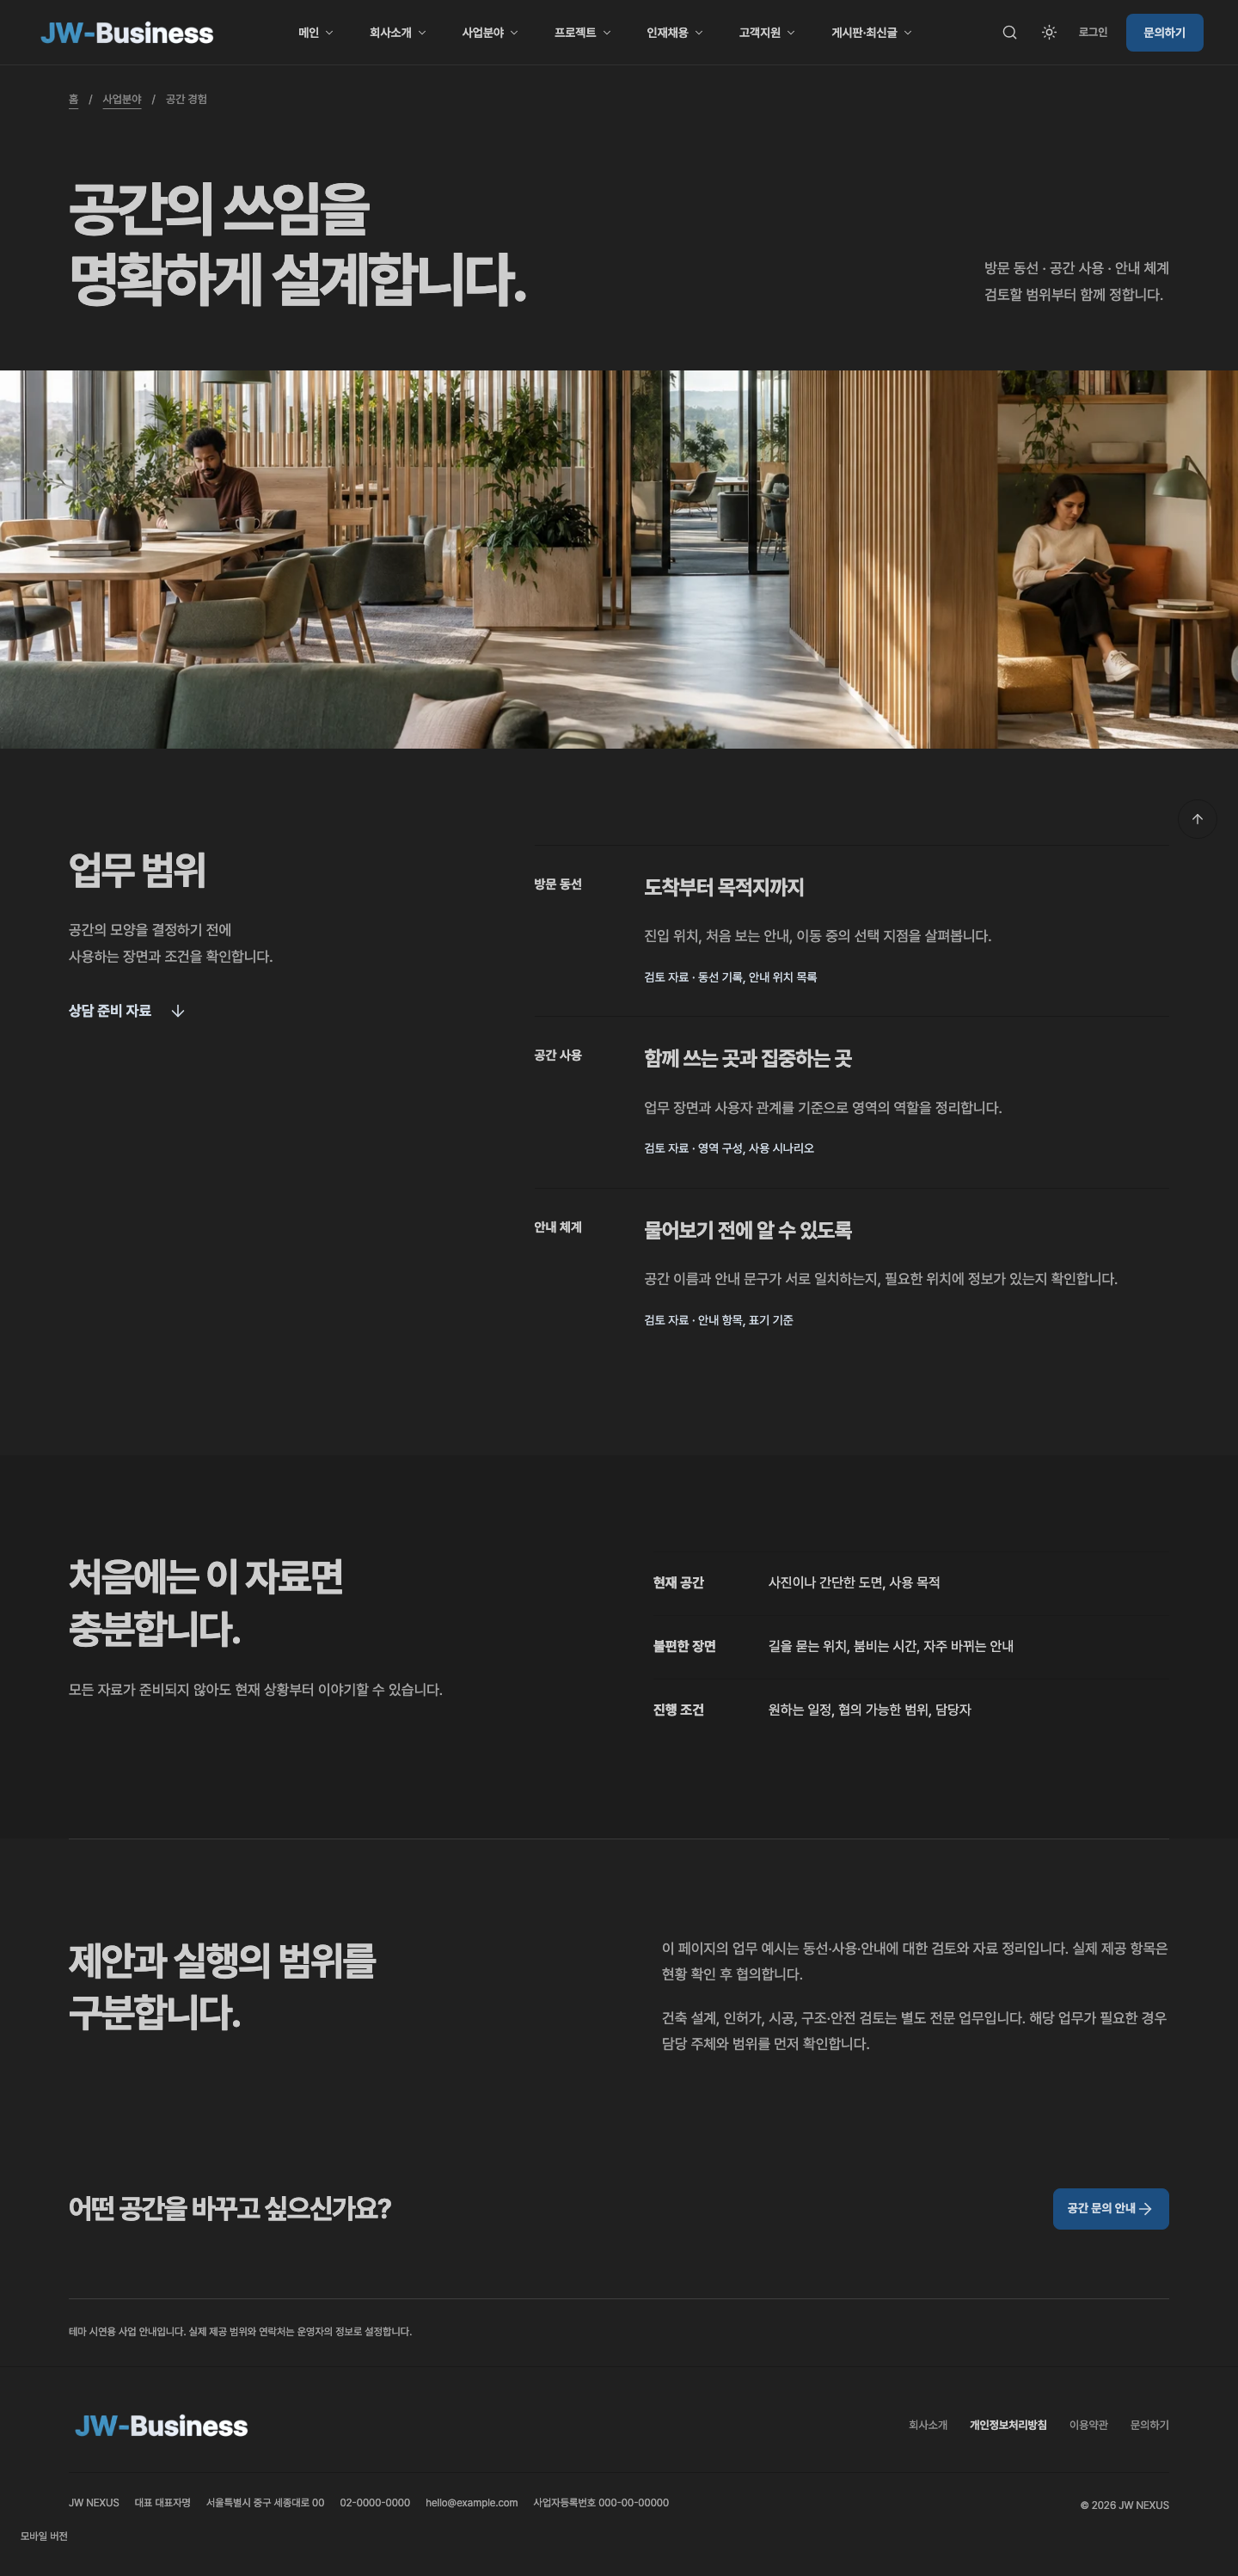 JW-Business
메인
회사소개
사업분야
프로젝트
인재채용
고객지원
게시판·최신글
로그인
문의하기
홈 / 사업분야 / 공간 경험
공간의 쓰임을
명확하게 설계합니다.
방문 동선 · 공간 사용 · 안내 체계
검토할 범위부터 함께 정합니다.
업무 범위
공간의 모양을 결정하기 전에
사용하는 장면과 조건을 확인합니다.
상담 준비 자료
방문 동선
도착부터 목적지까지
진입 위치, 처음 보는 안내, 이동 중의 선택 지점을 살펴봅니다.
검토 자료 · 동선 기록, 안내 위치 목록
공간 사용
함께 쓰는 곳과 집중하는 곳
업무 장면과 사용자 관계를 기준으로 영역의 역할을 정리합니다.
검토 자료 · 영역 구성, 사용 시나리오
안내 체계
물어보기 전에 알 수 있도록
공간 이름과 안내 문구가 서로 일치하는지, 필요한 위치에 정보가 있는지 확인합니다.
검토 자료 · 안내 항목, 표기 기준
처음에는 이 자료면
충분합니다.
모든 자료가 준비되지 않아도 현재 상황부터 이야기할 수 있습니다.
현재 공간
사진이나 간단한 도면, 사용 목적
불편한 장면
길을 묻는 위치, 붐비는 시간, 자주 바뀌는 안내
진행 조건
원하는 일정, 협의 가능한 범위, 담당자
제안과 실행의 범위를
구분합니다.
이 페이지의 업무 예시는 동선·사용·안내에 대한 검토와 자료 정리입니다. 실제 제공 항목은
현황 확인 후 협의합니다.
건축 설계, 인허가, 시공, 구조·안전 검토는 별도 전문 업무입니다. 해당 업무가 필요한 경우
담당 주체와 범위를 먼저 확인합니다.
어떤 공간을 바꾸고 싶으신가요?
공간 문의 안내
테마 시연용 사업 안내입니다. 실제 제공 범위와 연락처는 운영자의 정보로 설정합니다.
JW-Business
회사소개
개인정보처리방침
이용약관
문의하기
JW NEXUS 대표 대표자명 서울특별시 중구 세종대로 00 02-0000-0000 hello@example.com 사업자등록번호 000-00-00000
© 2026 JW NEXUS
모바일 버전